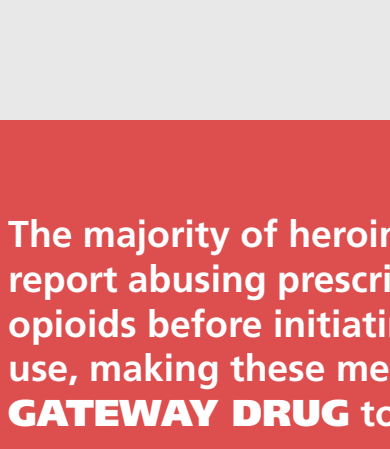 The majority of heroin
report abusing prescri
opioids before initiati
use, making these me
GATEWAY DRUG to